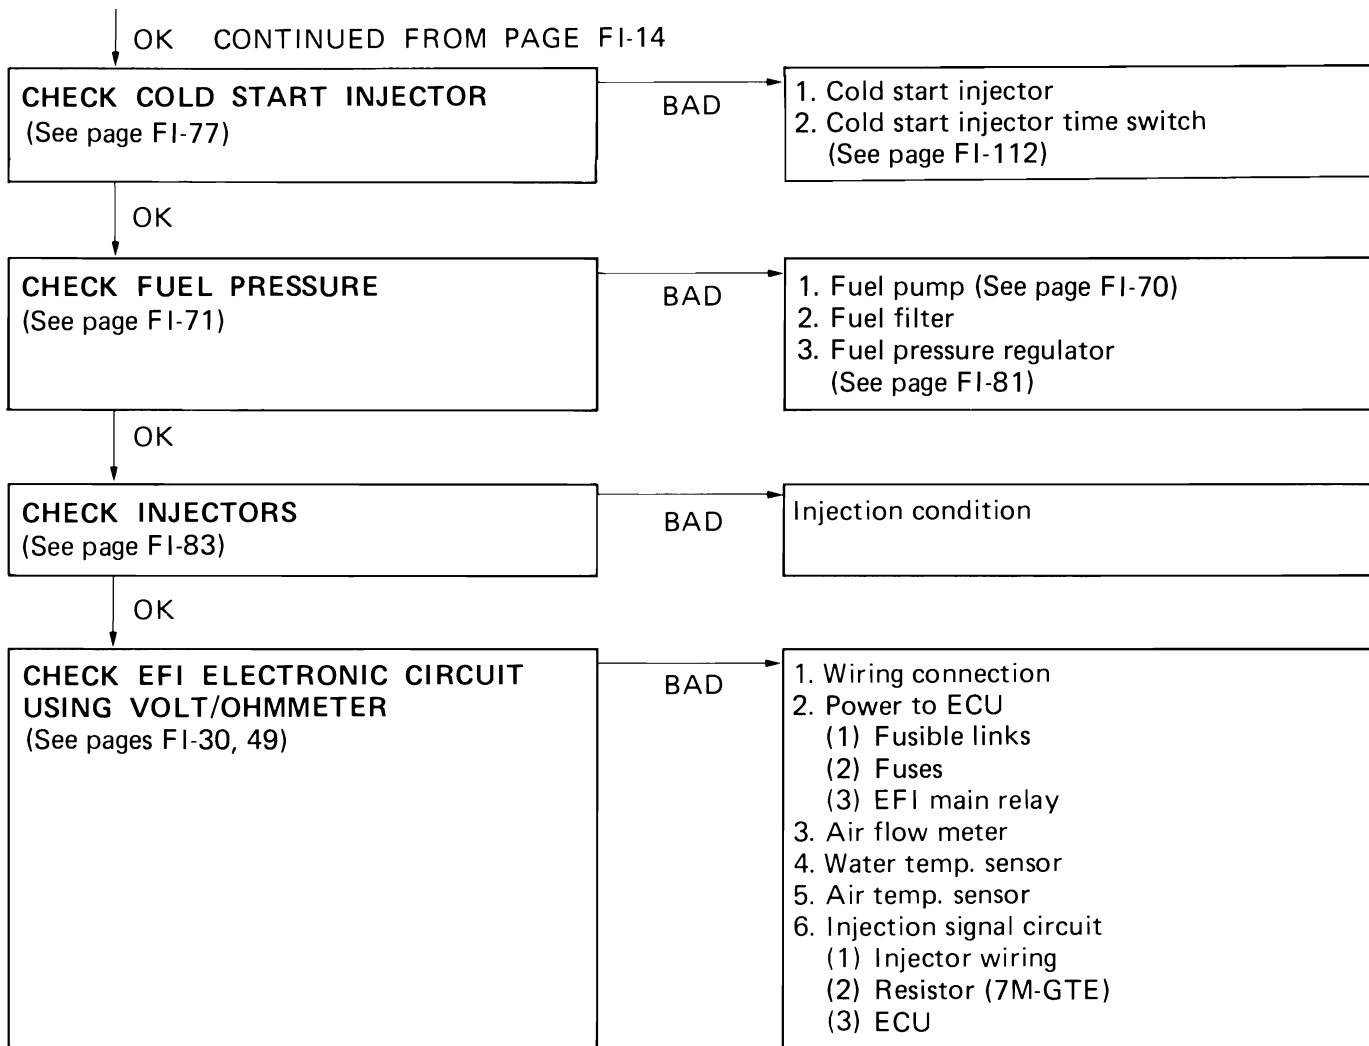 OK CONTINUED FROM PAGE FI-14
CHECK COLD START INJECTOR
(See page FI-77)
BAD
1. Cold start injector
2. Cold start injector time switch
(See page FI-112)
OK
CHECK FUEL PRESSURE
(See page FI-71)
BAD
1. Fuel pump (See page FI-70)
2. Fuel filter
3. Fuel pressure regulator
(See page FI-81)
OK
CHECK INJECTORS
(See page FI-83)
BAD
Injection condition
OK
CHECK EFI ELECTRONIC CIRCUIT
USING VOLT/OHMMETER
(See pages FI-30, 49)
BAD
1. Wiring connection
2. Power to ECU
(1) Fusible links
(2) Fuses
(3) EFI main relay
3. Air flow meter
4. Water temp. sensor
5. Air temp. sensor
6. Injection signal circuit
(1) Injector wiring
(2) Resistor (7M-GTE)
(3) ECU